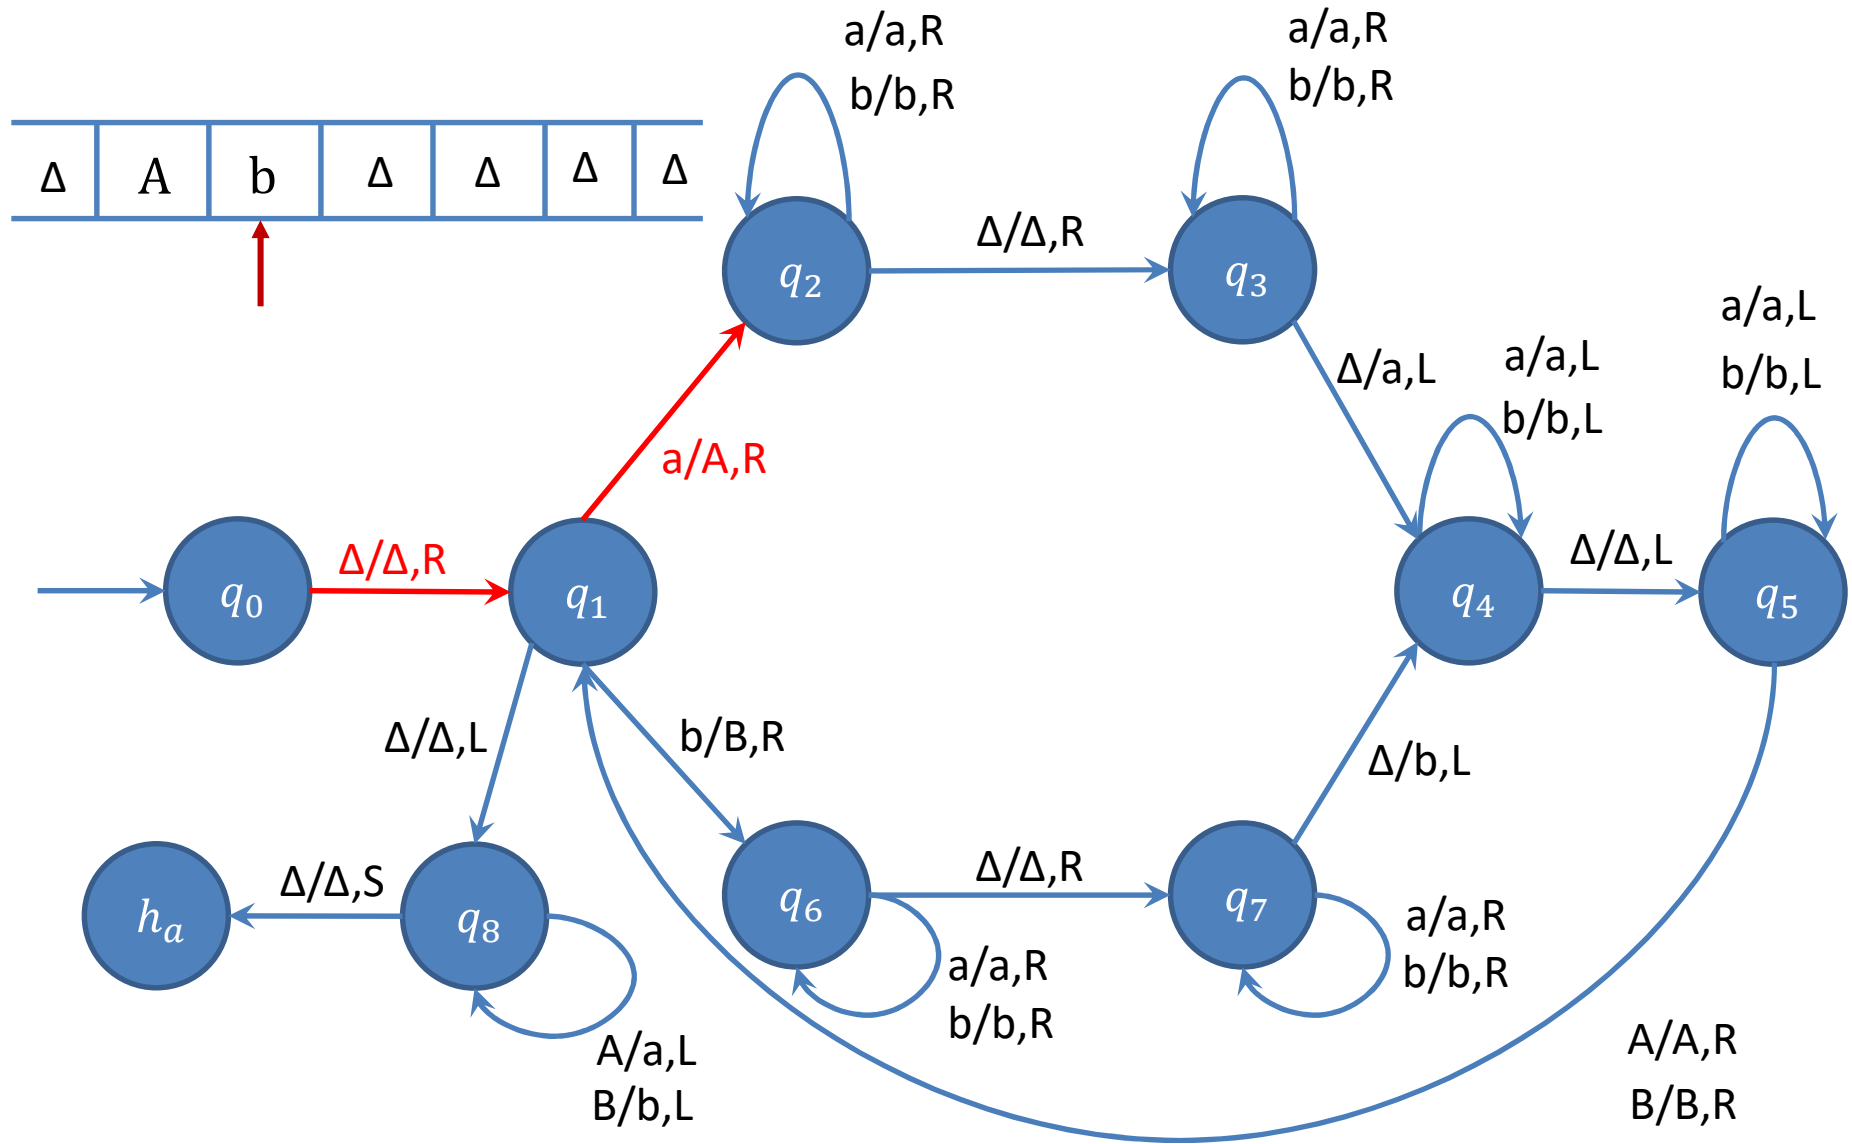 a/a,R
b/b,R
a/a,R
b/b,R
Δ A b Δ Δ Δ Δ
q₂
Δ/Δ,R
q₃
a/a,L
b/b,L
Δ/a,L
a/a,L
b/b,L
a/A,R
q₀
Δ/Δ,R
q₁
q₄
Δ/Δ,L
q₅
Δ/Δ,L
b/B,R
Δ/b,L
hₐ
Δ/Δ,S
q₈
q₆
Δ/Δ,R
q₇
a/a,R
b/b,R
a/a,R
b/b,R
A/a,L
B/b,L
A/A,R
B/B,R